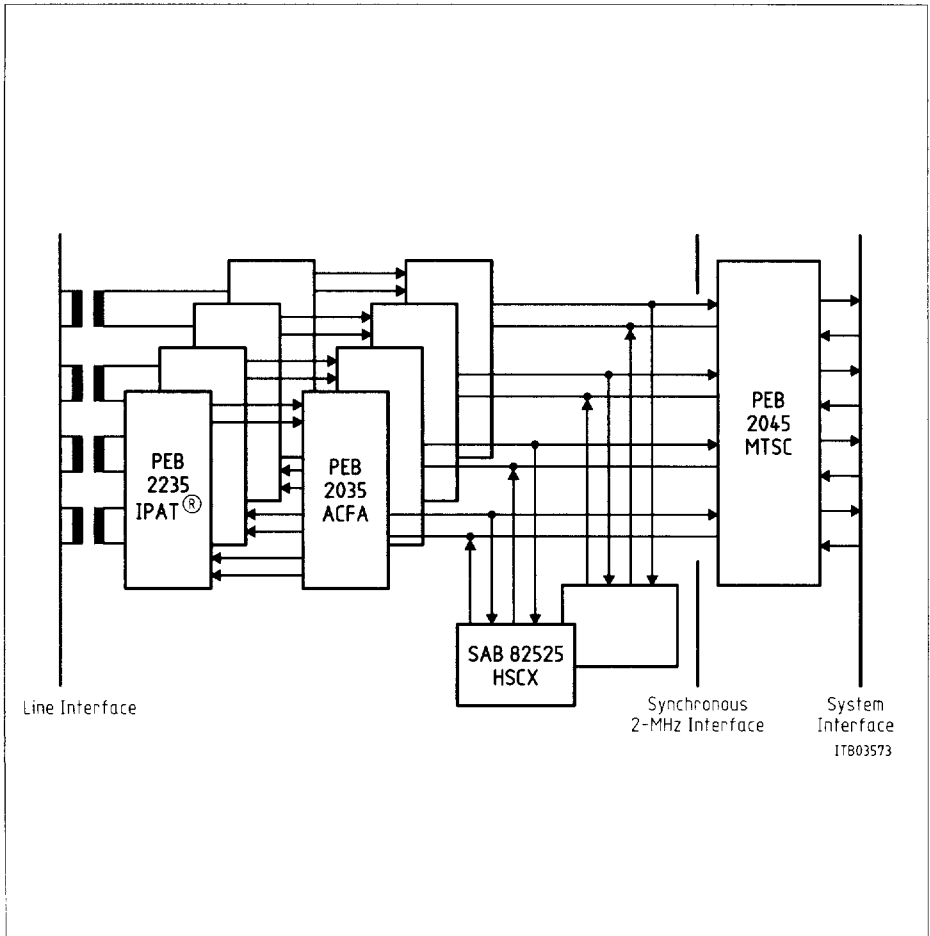 PEB
2235
IPAT®
PEB
2035
ACFA
PEB
2045
MTSC
SAB 82525
HSCX
Line Interface
Synchronous
2-MHz Interface
System
Interface
ITB03573